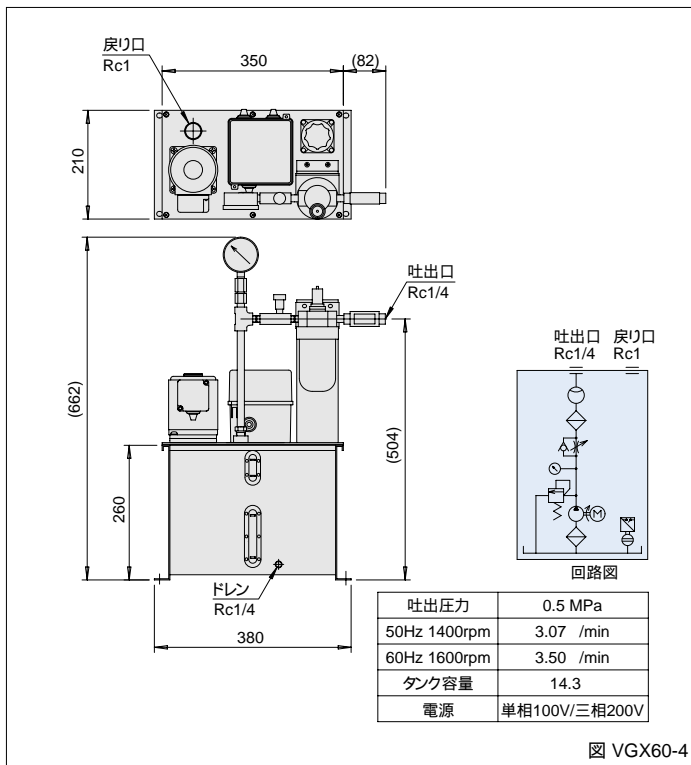 戻り口
Rc1
350
(82)
210
吐出口
Rc1/4
(662)
(504)
260
ドレン
Rc1/4
380
吐出口 戻り口
Rc1/4 Rc1
M
回路図
吐出圧力 0.5 MPa
50Hz 1400rpm 3.07 /min
60Hz 1600rpm 3.50 /min
タンク容量 14.3
電源 単相100V/三相200V
図 VGX60-4